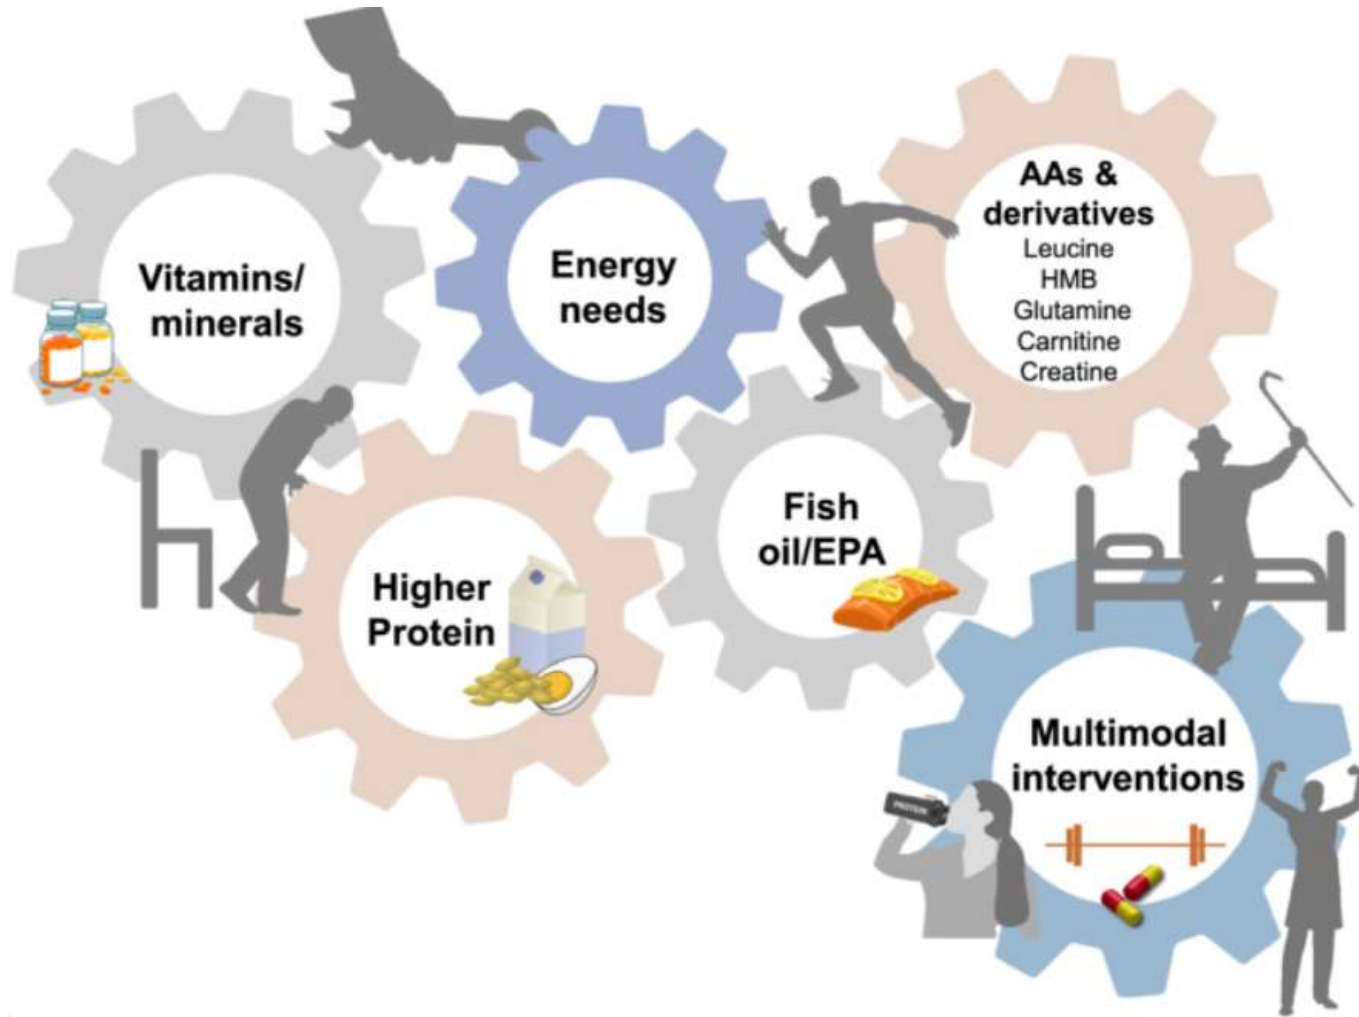 Vitamins/
minerals
Energy
needs
AAs &
derivatives
Leucine
HMB
Glutamine
Carnitine
Creatine
Higher
Protein
Fish
oil/EPA
Multimodal
interventions
PROTEIN